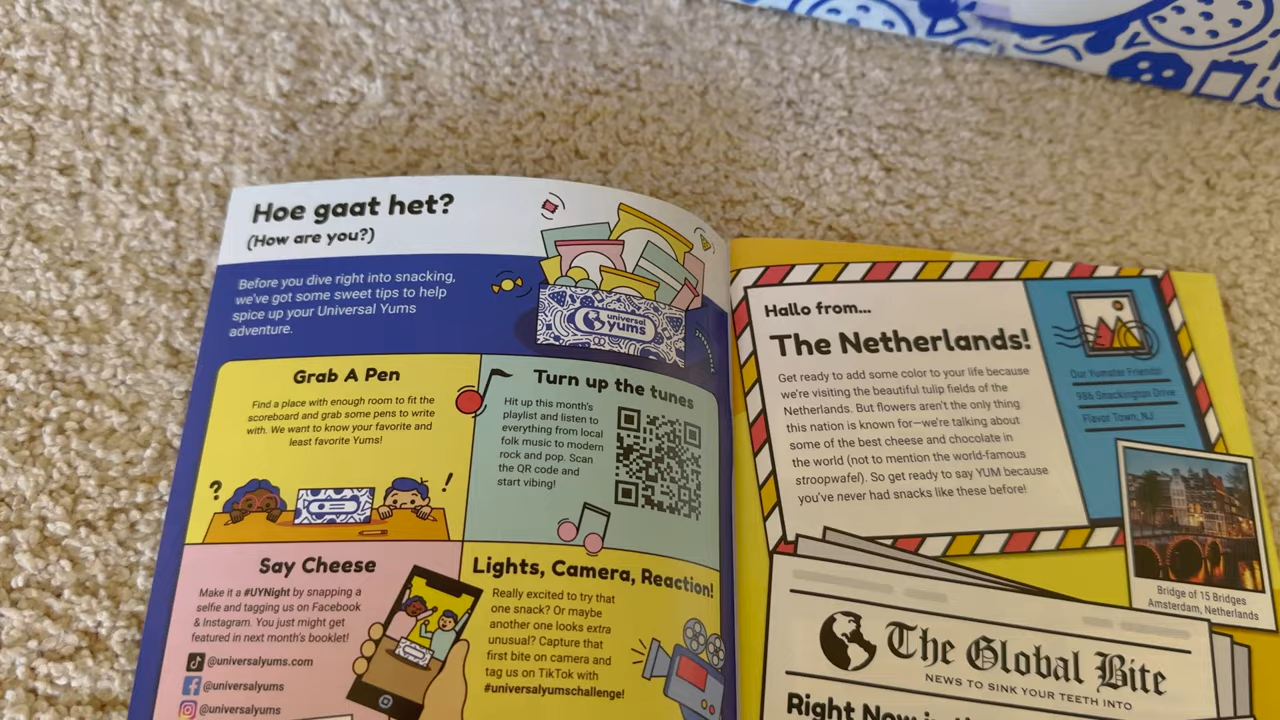 Hoe gaat het?
(How are you?)
Before you dive right into snacking,
we've got some sweet tips to help
spice up your Universal Yums
adventure.
universal
yums
Grab A Pen
Find a place with enough room to fit the
scoreboard and grab some pens to write
with. We want to know your favorite and
least favorite Yums!
?
!
Turn up the tunes
Hit up this month's
playlist and listen to
everything from local
folk music to modern
rock and pop. Scan
the QR code and
start vibing!
Say Cheese
Make it a #UYNight by snapping a
selfie and tagging us on Facebook
& Instagram. You just might get
featured in next month's booklet!
@universalyums.com
@universalyums
@universalyums
Lights, Camera, Reaction!
Really excited to try that
one snack? Or maybe
another one looks extra
unusual? Capture that
first bite on camera and
tag us on TikTok with
#universalyumschallenge!
Hallo from...
The Netherlands!
Get ready to add some color to your life because
we're visiting the beautiful tulip fields of the
Netherlands. But flowers aren't the only thing
this nation is known for—we're talking about
some of the best cheese and chocolate in
the world (not to mention the world-famous
stroopwafel). So get ready to say YUM because
you've never had snacks like these before!
Our Yumster Friends!
986 Snackington Drive
Flavor Town, NJ
Bridge of 15 Bridges
Amsterdam, Netherlands
The Global Bite
NEWS TO SINK YOUR TEETH INTO
Right Now in